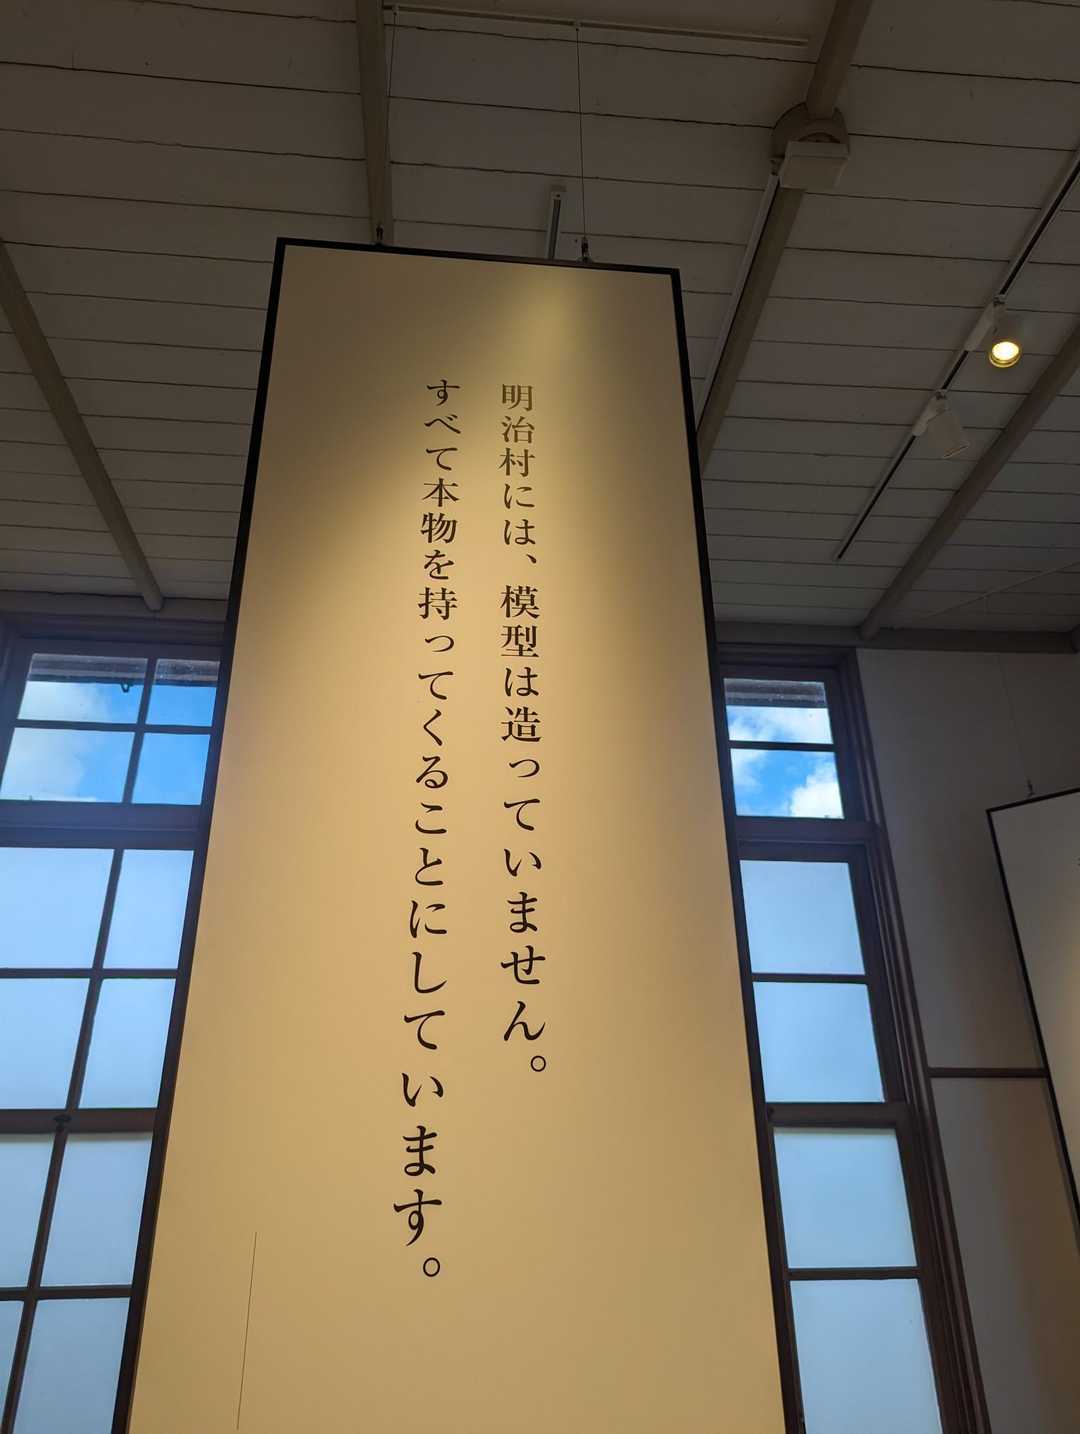 明治村には、模型は造っていません。
すべて本物を持ってくることにしています。